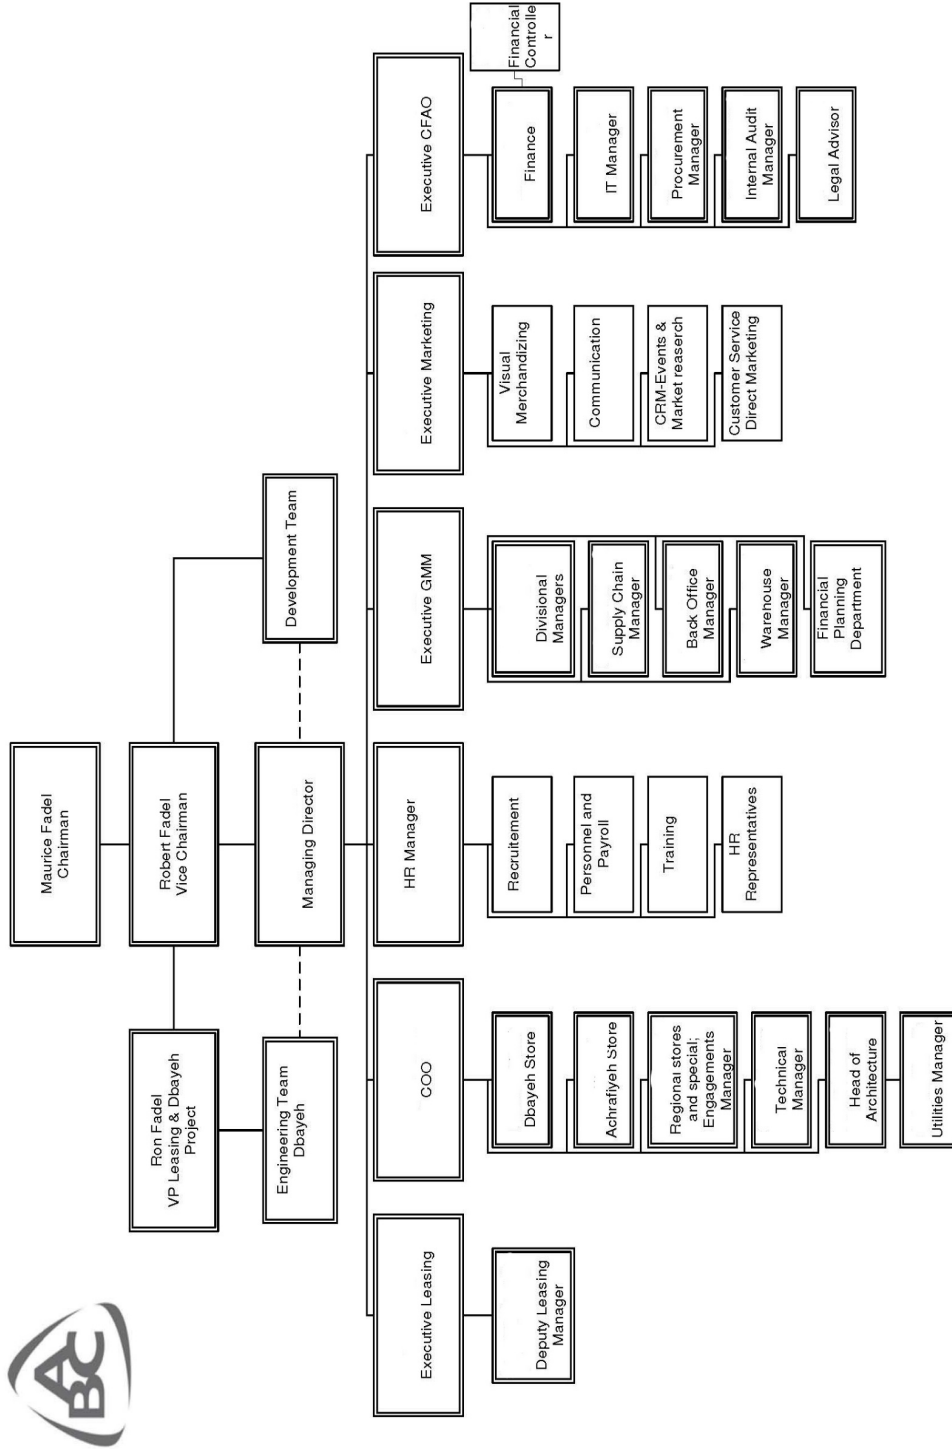 ABC
Maurice Fadel
Chairman
Ron Fadel
VP Leasing & Dbayeh
Project
Robert Fadel
Vice Chairman
Engineering Team
Dbayeh
Managing Director
Development Team
Executive Leasing
COO
HR Manager
Executive GMM
Executive Marketing
Executive CFAO
Deputy Leasing
Manager
Dbayeh Store
Achrafiyeh Store
Regional stores
and special;
Engagements
Manager
Technical
Manager
Head of
Architecture
Utilities Manager
Recruitement
Personnel and
Payroll
Training
HR
Representatives
Divisional
Managers
Supply Chain
Manager
Back Office
Manager
Warehouse
Manager
Financial
Planning
Department
Visual
Merchandizing
Communication
CRM-Events &
Market reaserch
Customer Service
Direct Marketing
Financial
Controlle
r
Finance
IT Manager
Procurement
Manager
Internal Audit
Manager
Legal Advisor